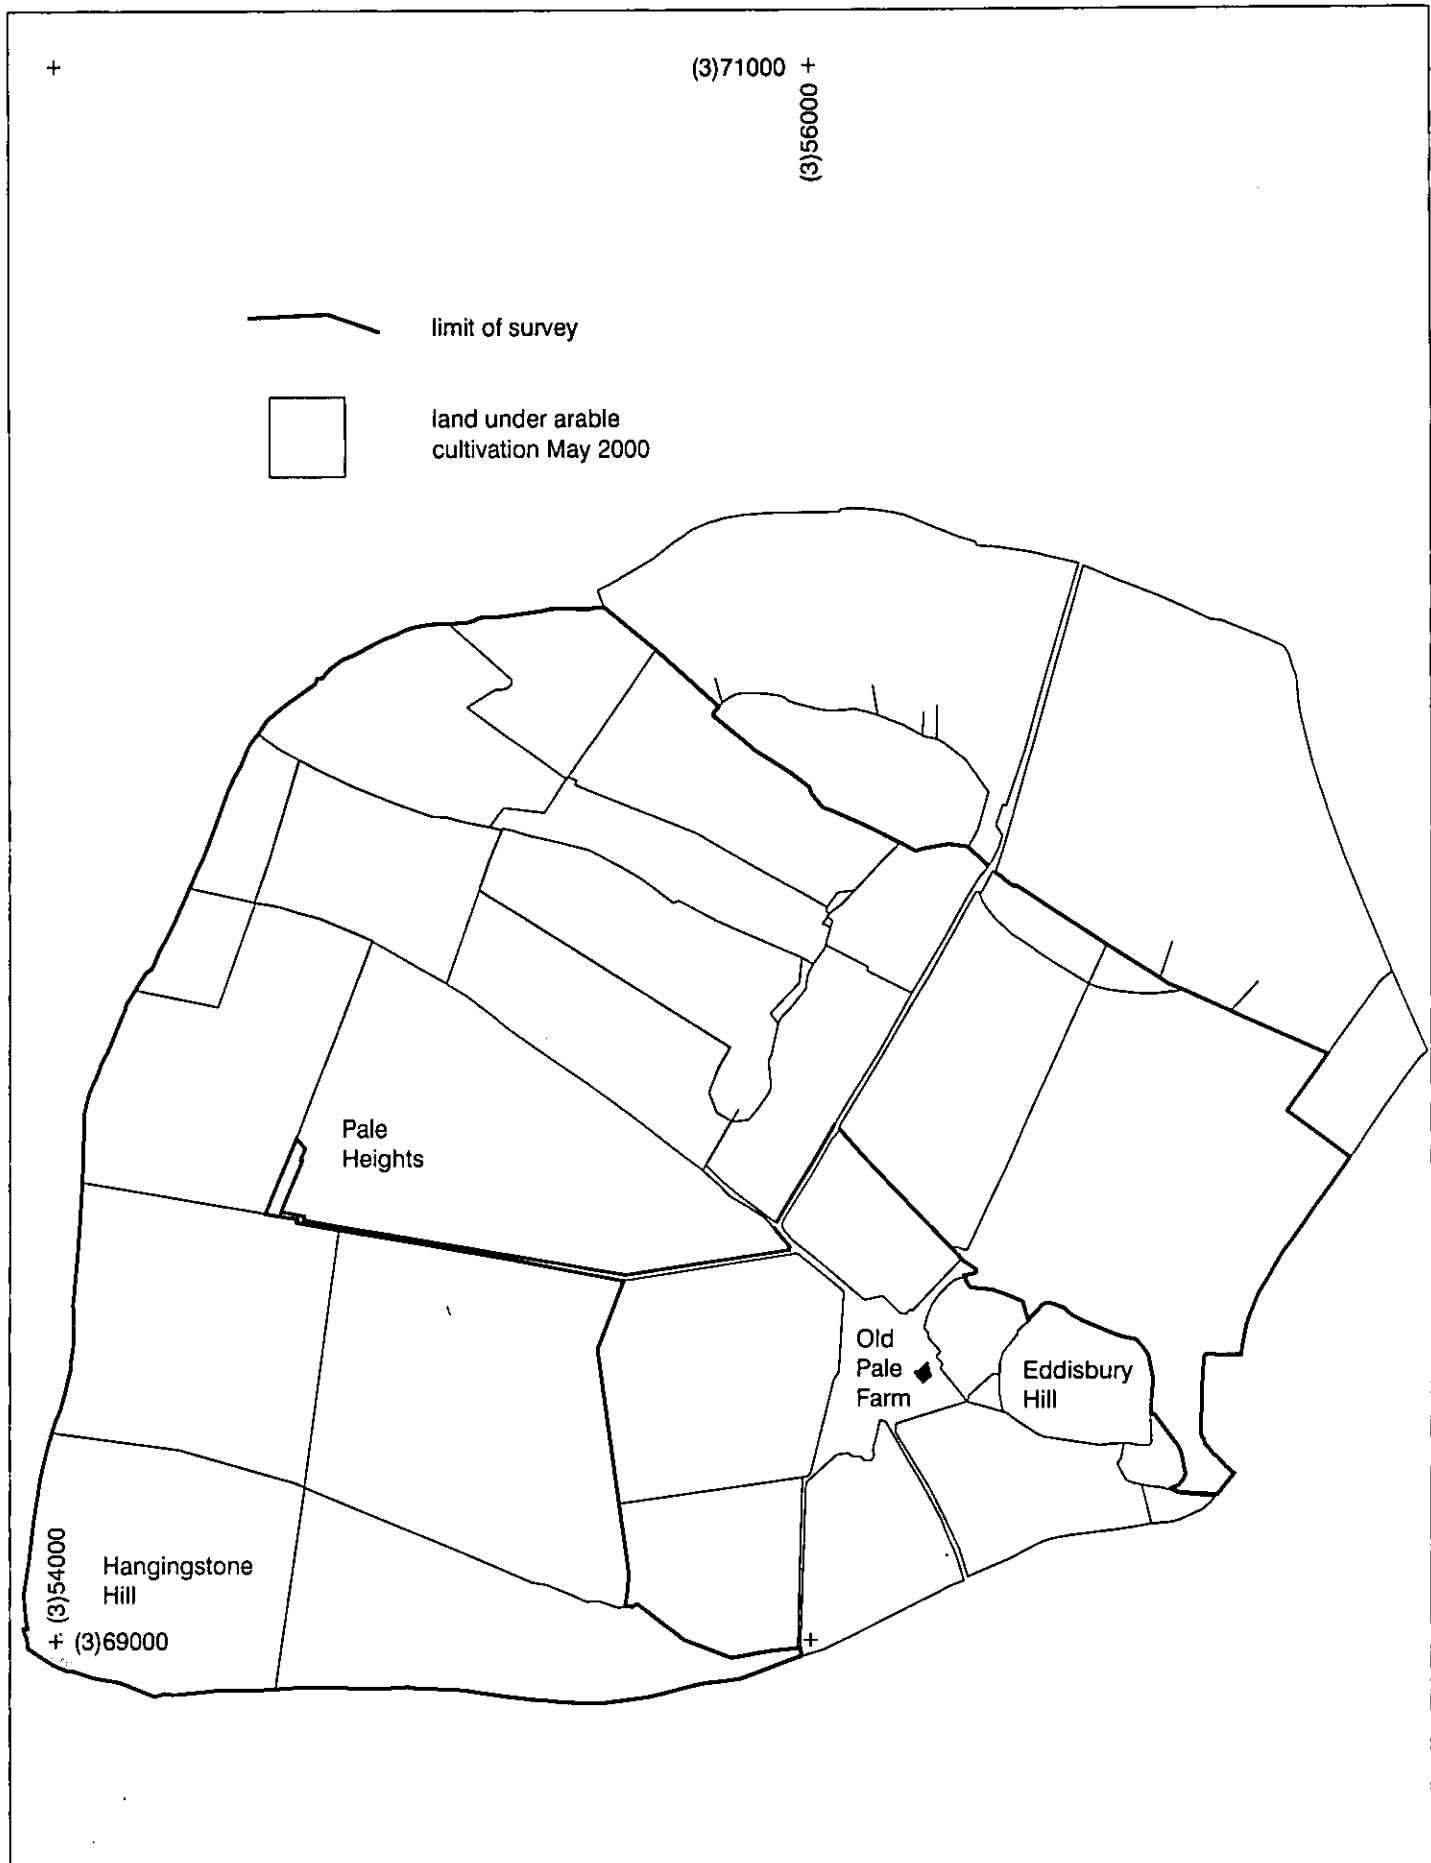 (3)71000
(3)56000
limit of survey
land under arable
cultivation May 2000
Pale
Heights
Old
Pale
Farm
Eddisbury
Hill
Hangingstone
Hill
(3)54000
(3)69000